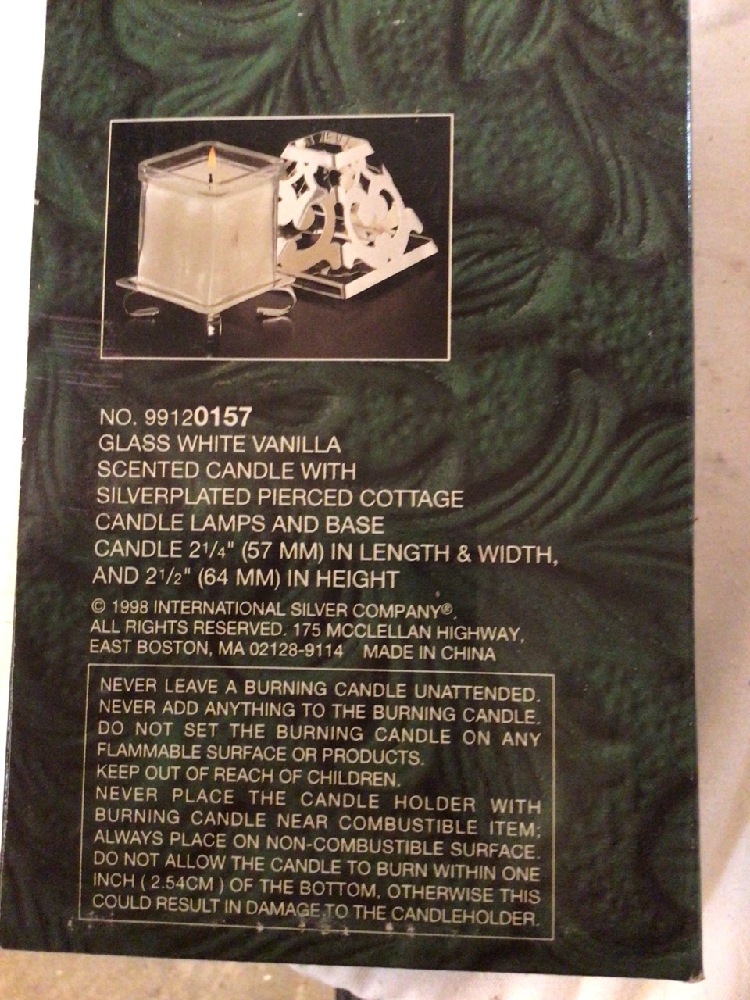 NO. 99120157
GLASS WHITE VANILLA
SCENTED CANDLE WITH
SILVERPLATED PIERCED COTTAGE
CANDLE LAMPS AND BASE
CANDLE 2 1/4" (57 MM) IN LENGTH & WIDTH,
AND 2 1/2" (64 MM) IN HEIGHT
© 1998 INTERNATIONAL SILVER COMPANY®,
ALL RIGHTS RESERVED. 175 MCCLELLAN HIGHWAY,
EAST BOSTON, MA 02128-9114 MADE IN CHINA
NEVER LEAVE A BURNING CANDLE UNATTENDED.
NEVER ADD ANYTHING TO THE BURNING CANDLE.
DO NOT SET THE BURNING CANDLE ON ANY
FLAMMABLE SURFACE OR PRODUCTS.
KEEP OUT OF REACH OF CHILDREN.
NEVER PLACE THE CANDLE HOLDER WITH
BURNING CANDLE NEAR COMBUSTIBLE ITEM;
ALWAYS PLACE ON NON-COMBUSTIBLE SURFACE.
DO NOT ALLOW THE CANDLE TO BURN WITHIN ONE
INCH ( 2.54CM ) OF THE BOTTOM, OTHERWISE THIS
COULD RESULT IN DAMAGE TO THE CANDLEHOLDER.